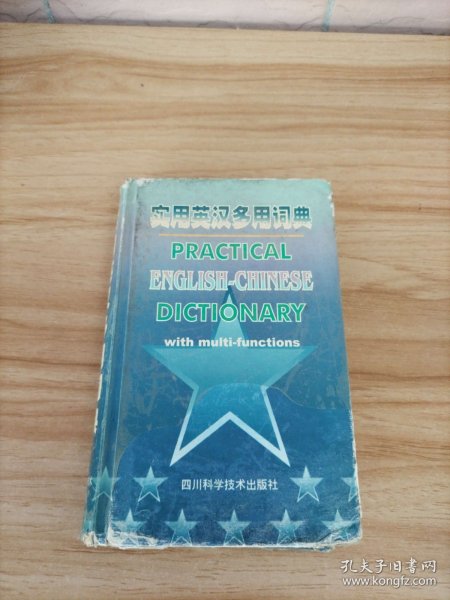 实用英汉多用词典
PRACTICAL
ENGLISH-CHINESE
DICTIONARY
with multi-functions
四川科学技术出版社
孔夫子旧书网
www.kongfz.com